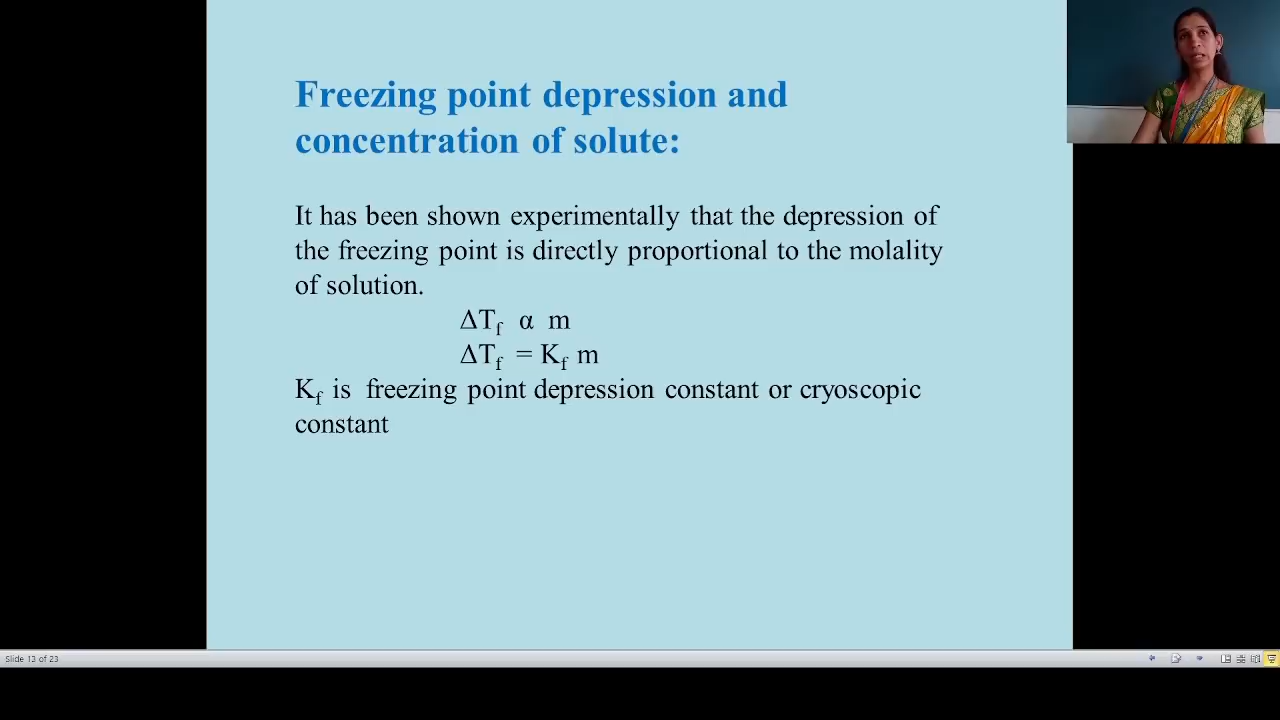 Freezing point depression and
concentration of solute:
It has been shown experimentally that the depression of
the freezing point is directly proportional to the molality
of solution.
ΔTf α m
ΔTf = Kf m
Kf is freezing point depression constant or cryoscopic
constant
Slide 13 of 23